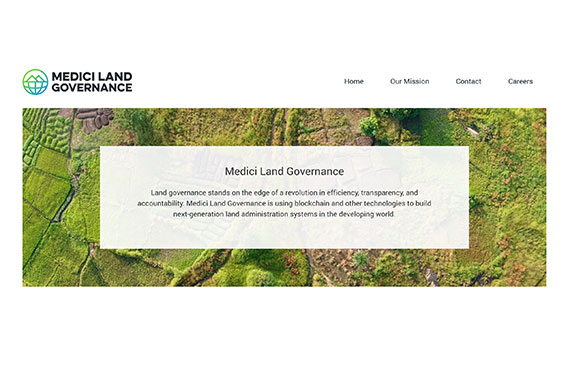 MEDICI LAND
GOVERNANCE
Home Our Mission Contact Careers
Medici Land Governance
Land governance stands on the edge of a revolution in efficiency, transparency, and
accountability. Medici Land Governance is using blockchain and other technologies to build
next-generation land administration systems in the developing world.